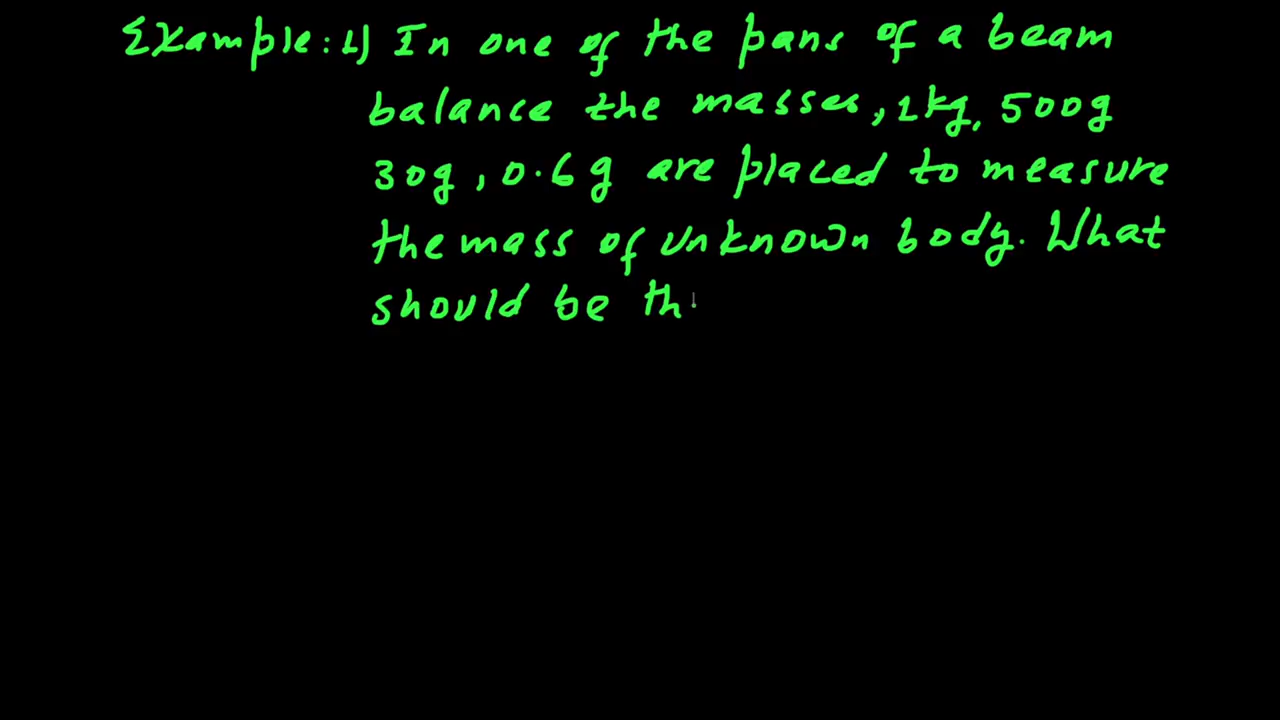 Example: 1) In one of the pans of a beam
balance the masses, 1kg, 500g
30g, 0.6g are placed to measure
the mass of unknown body. What
should be th